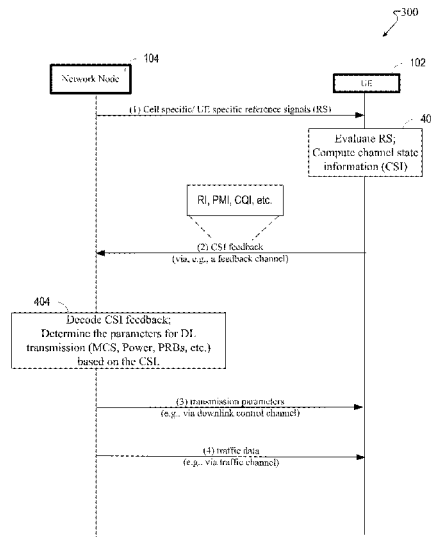 300
104
Network Node
102
UE
(1) Cell specific/ UE specific reference signals (RS)
40
Evaluate RS;
Compute channel state
information (CSI)
RI, PMI, CQI, etc.
(2) CSI feedback
(via, e.g., a feedback channel)
404
Decode CSI feedback;
Determine the parameters for DL
transmission (MCS, Power, PRBs, etc.)
based on the CSI.
(3) transmission parameters
(e.g., via downlink control channel)
(4) traffic data
(e.g., via traffic channel)